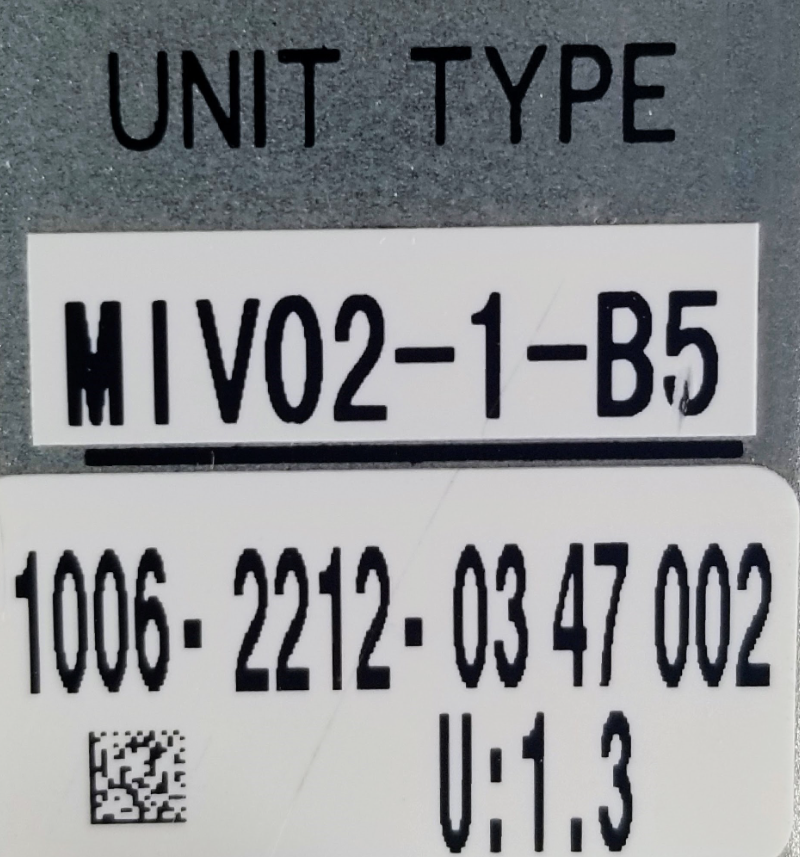 UNIT TYPE
MIV02-1-B5
1006-2212-03 47 002
U:1.3